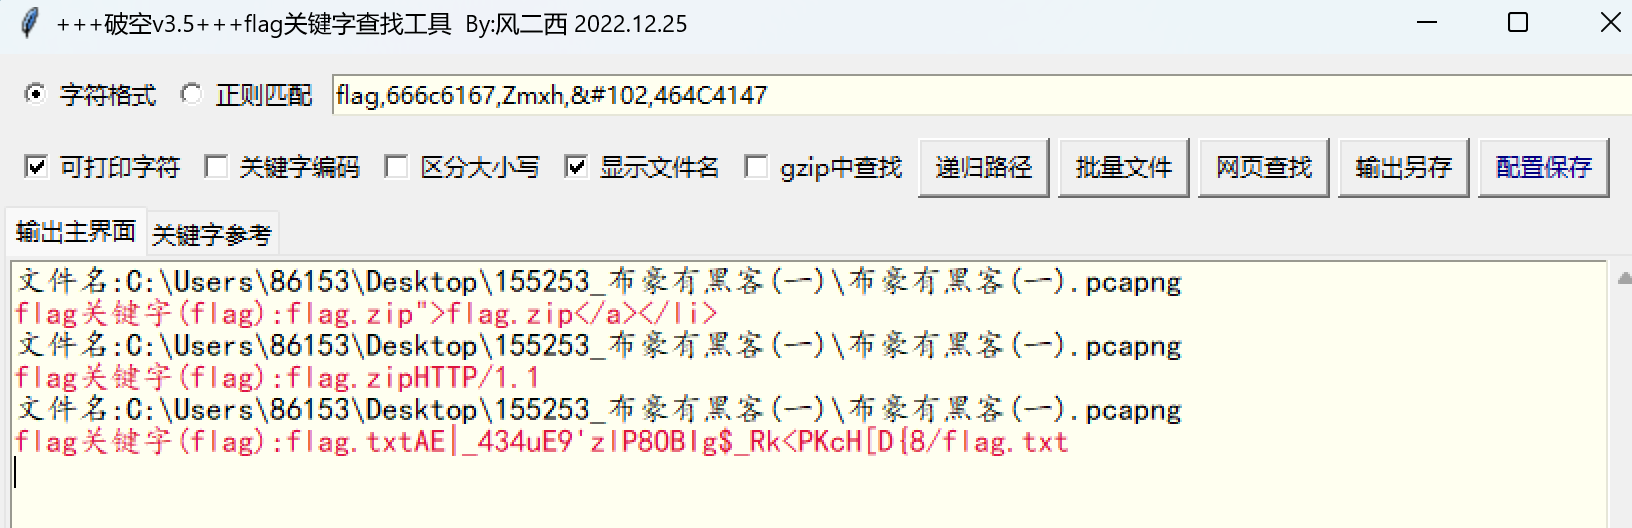 +++破空v3.5+++flag关键字查找工具 By:风二西 2022.12.25
字符格式 正则匹配 flag,666c6167,Zmxh,&#102,464C4147
可打印字符 关键字编码 区分大小写 显示文件名 gzip中查找 递归路径 批量文件 网页查找 输出另存 配置保存
输出主界面 关键字参考
文件名:C:\Users\86153\Desktop\155253_布豪有黑客(一)\布豪有黑客(一).pcapng
flag关键字(flag):flag.zip">flag.zip</a></li>
文件名:C:\Users\86153\Desktop\155253_布豪有黑客(一)\布豪有黑客(一).pcapng
flag关键字(flag):flag.zipHTTP/1.1
文件名:C:\Users\86153\Desktop\155253_布豪有黑客(一)\布豪有黑客(一).pcapng
flag关键字(flag):flag.txtAE|_434uE9'zlP8OBlg$_Rk<PKcH[D{8/flag.txt